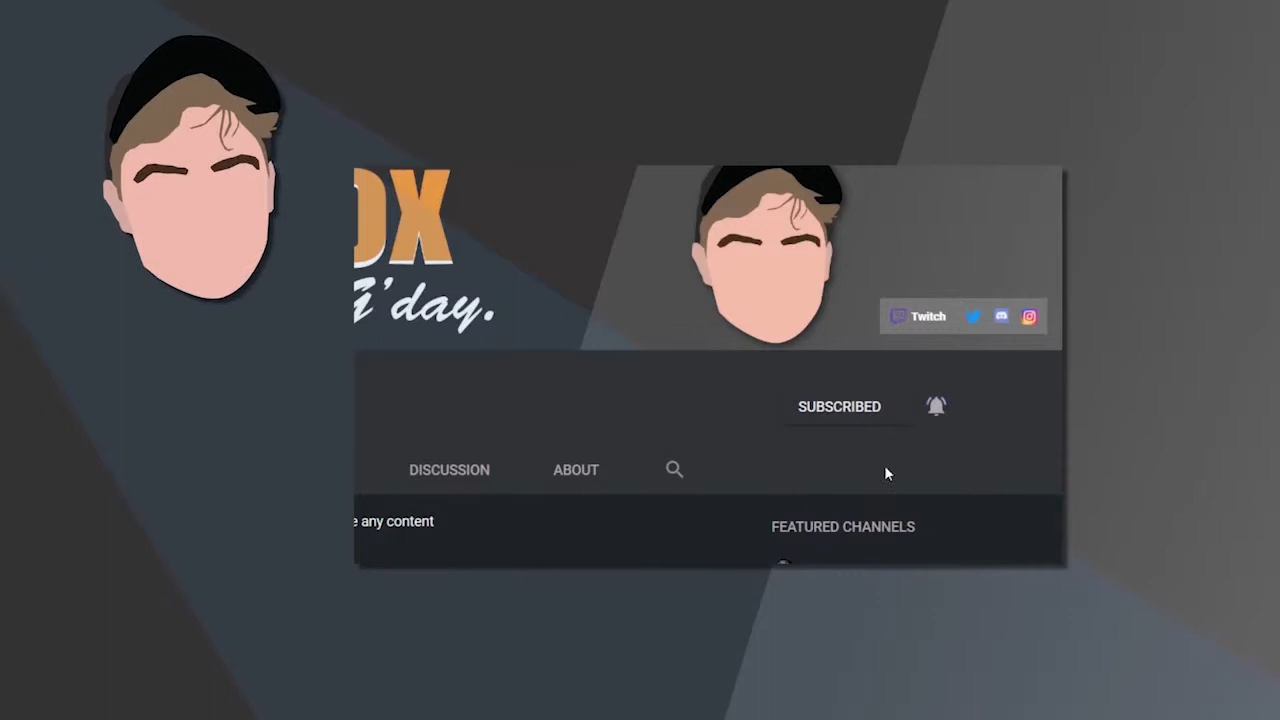 OX
G'day.
Twitch
SUBSCRIBED
DISCUSSION ABOUT
e any content
FEATURED CHANNELS